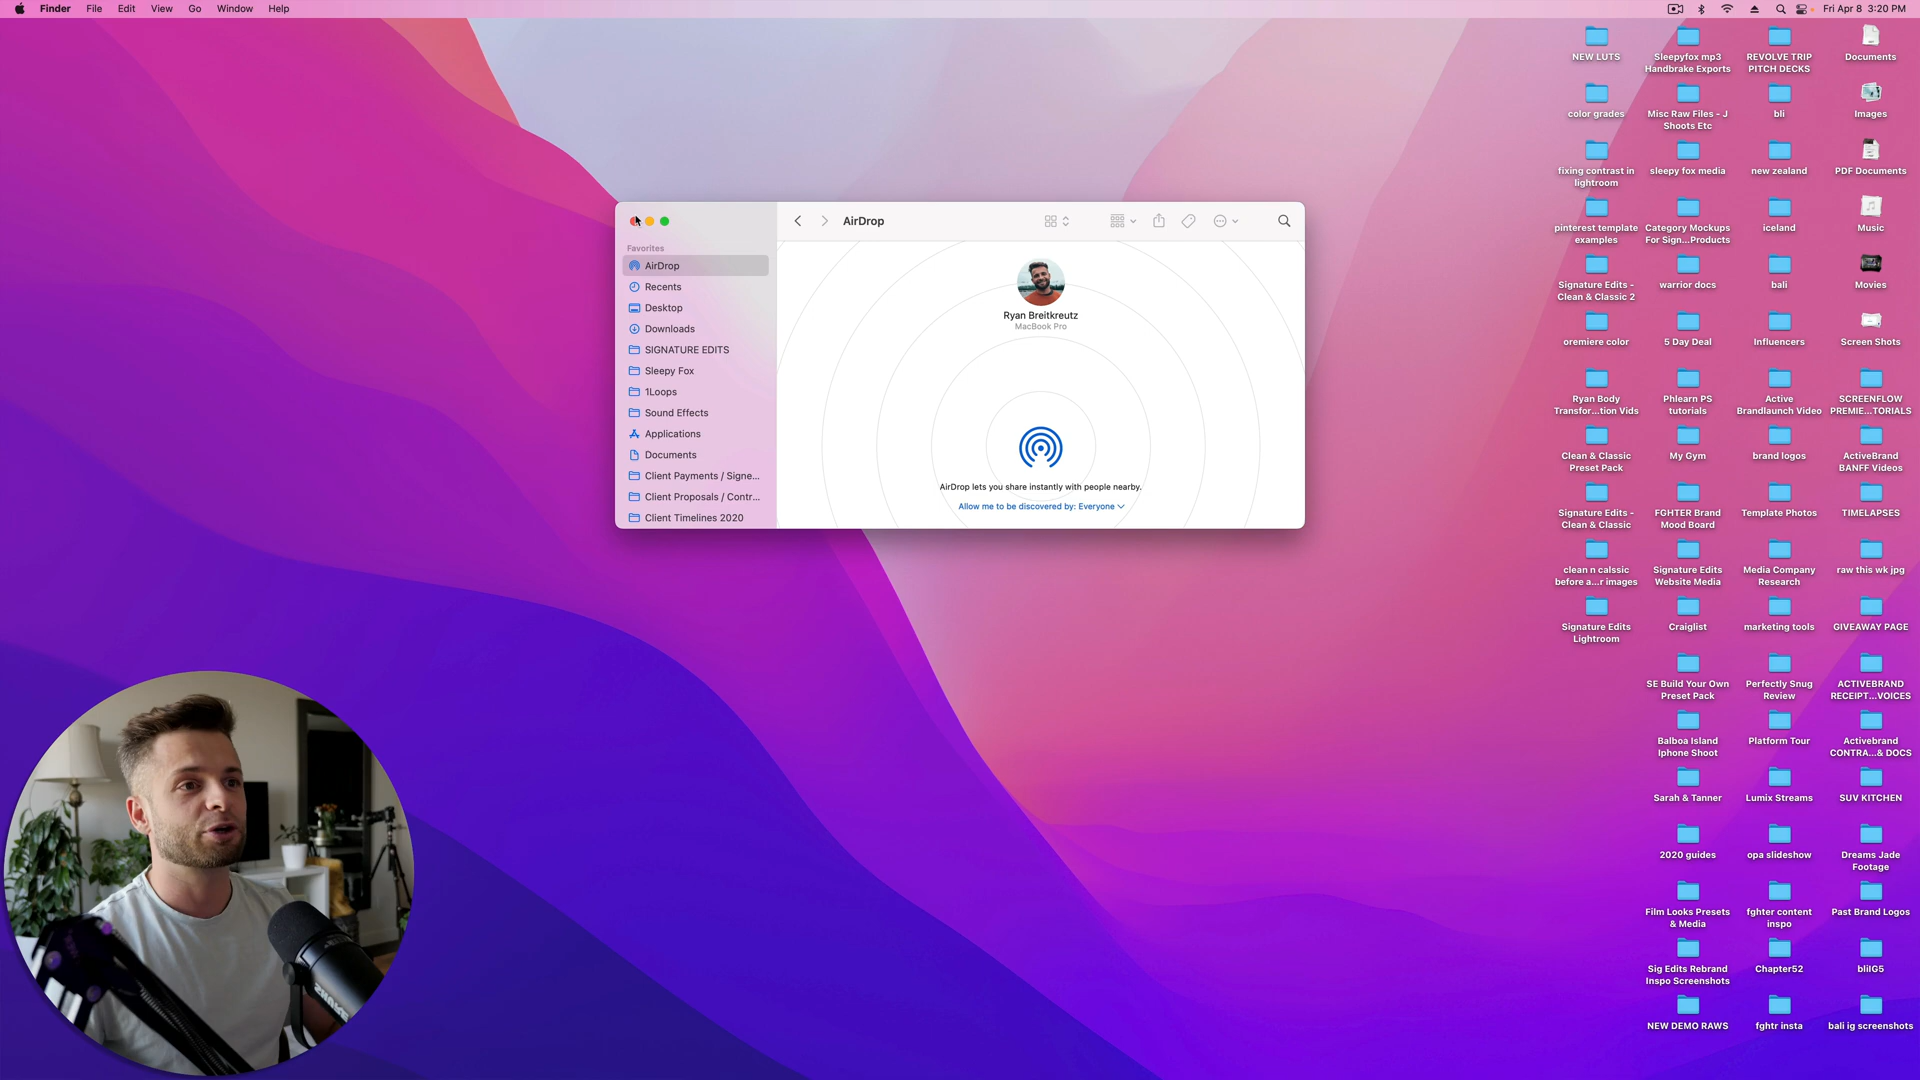 Finder File Edit View Go Window Help
Fri Apr 8 3:20 PM
AirDrop
Favorites
AirDrop
Recents
Desktop
Downloads
SIGNATURE EDITS
Sleepy Fox
1Loops
Sound Effects
Applications
Documents
Client Payments / Signe...
Client Proposals / Contr...
Client Timelines 2020
Ryan Breitkreutz
MacBook Pro
AirDrop lets you share instantly with people nearby.
Allow me to be discovered by: Everyone
NEW LUTS
color grades
fixing contrast in
lightroom
pinterest template
examples
Signature Edits -
Clean & Classic 2
oremiere color
Ryan Body
Transfor...tion Vids
Clean & Classic
Preset Pack
Signature Edits -
Clean & Classic
clean n calssic
before a...r images
Signature Edits
Lightroom
Sleepyfox mp3
Handbrake Exports
Misc Raw Files - J
Shoots Etc
sleepy fox media
Category Mockups
For Sign...Products
warrior docs
5 Day Deal
Phlearn PS
tutorials
My Gym
FGHTER Brand
Mood Board
Signature Edits
Website Media
Craiglist
SE Build Your Own
Preset Pack
Balboa Island
Iphone Shoot
Sarah & Tanner
2020 guides
Film Looks Presets
& Media
Sig Edits Rebrand
Inspo Screenshots
NEW DEMO RAWS
REVOLVE TRIP
PITCH DECKS
bli
new zealand
iceland
bali
Influencers
Active
Brandlaunch Video
brand logos
Template Photos
Media Company
Research
marketing tools
Perfectly Snug
Review
Platform Tour
Lumix Streams
opa slideshow
fghter content
inspo
Chapter52
fghtr insta
Documents
Images
PDF Documents
Music
Movies
Screen Shots
SCREENFLOW
PREMIE...TORIALS
ActiveBrand
BANFF Videos
TIMELAPSES
raw this wk jpg
GIVEAWAY PAGE
ACTIVEBRAND
RECEIPT...VOICES
Activebrand
CONTRA...& DOCS
SUV KITCHEN
Dreams Jade
Footage
Past Brand Logos
bliIG5
bali ig screenshots